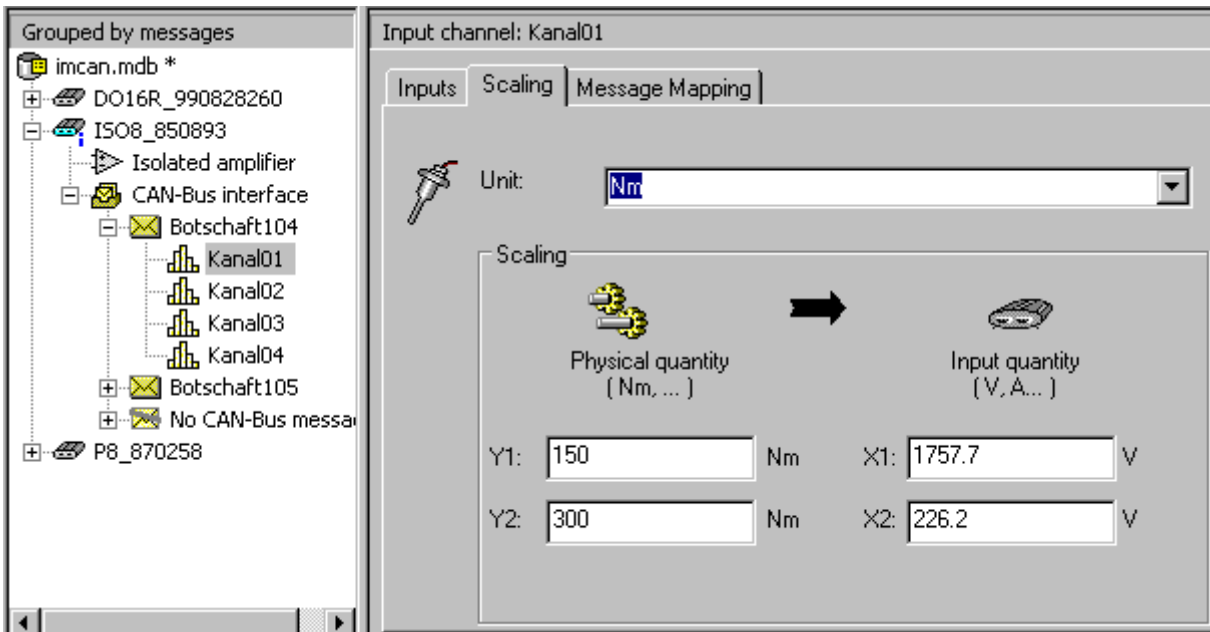 Grouped by messages
imcan.mdb *
DO16R_990828260
ISO8_850893
Isolated amplifier
CAN-Bus interface
Botschaft104
Kanal01
Kanal02
Kanal03
Kanal04
Botschaft105
No CAN-Bus messa
P8_870258
Input channel: Kanal01
Inputs Scaling Message Mapping
Unit: Nm
Scaling
Physical quantity
( Nm, ... )
Input quantity
( V, A... )
Y1: 150 Nm X1: 1757.7 V
Y2: 300 Nm X2: 226.2 V